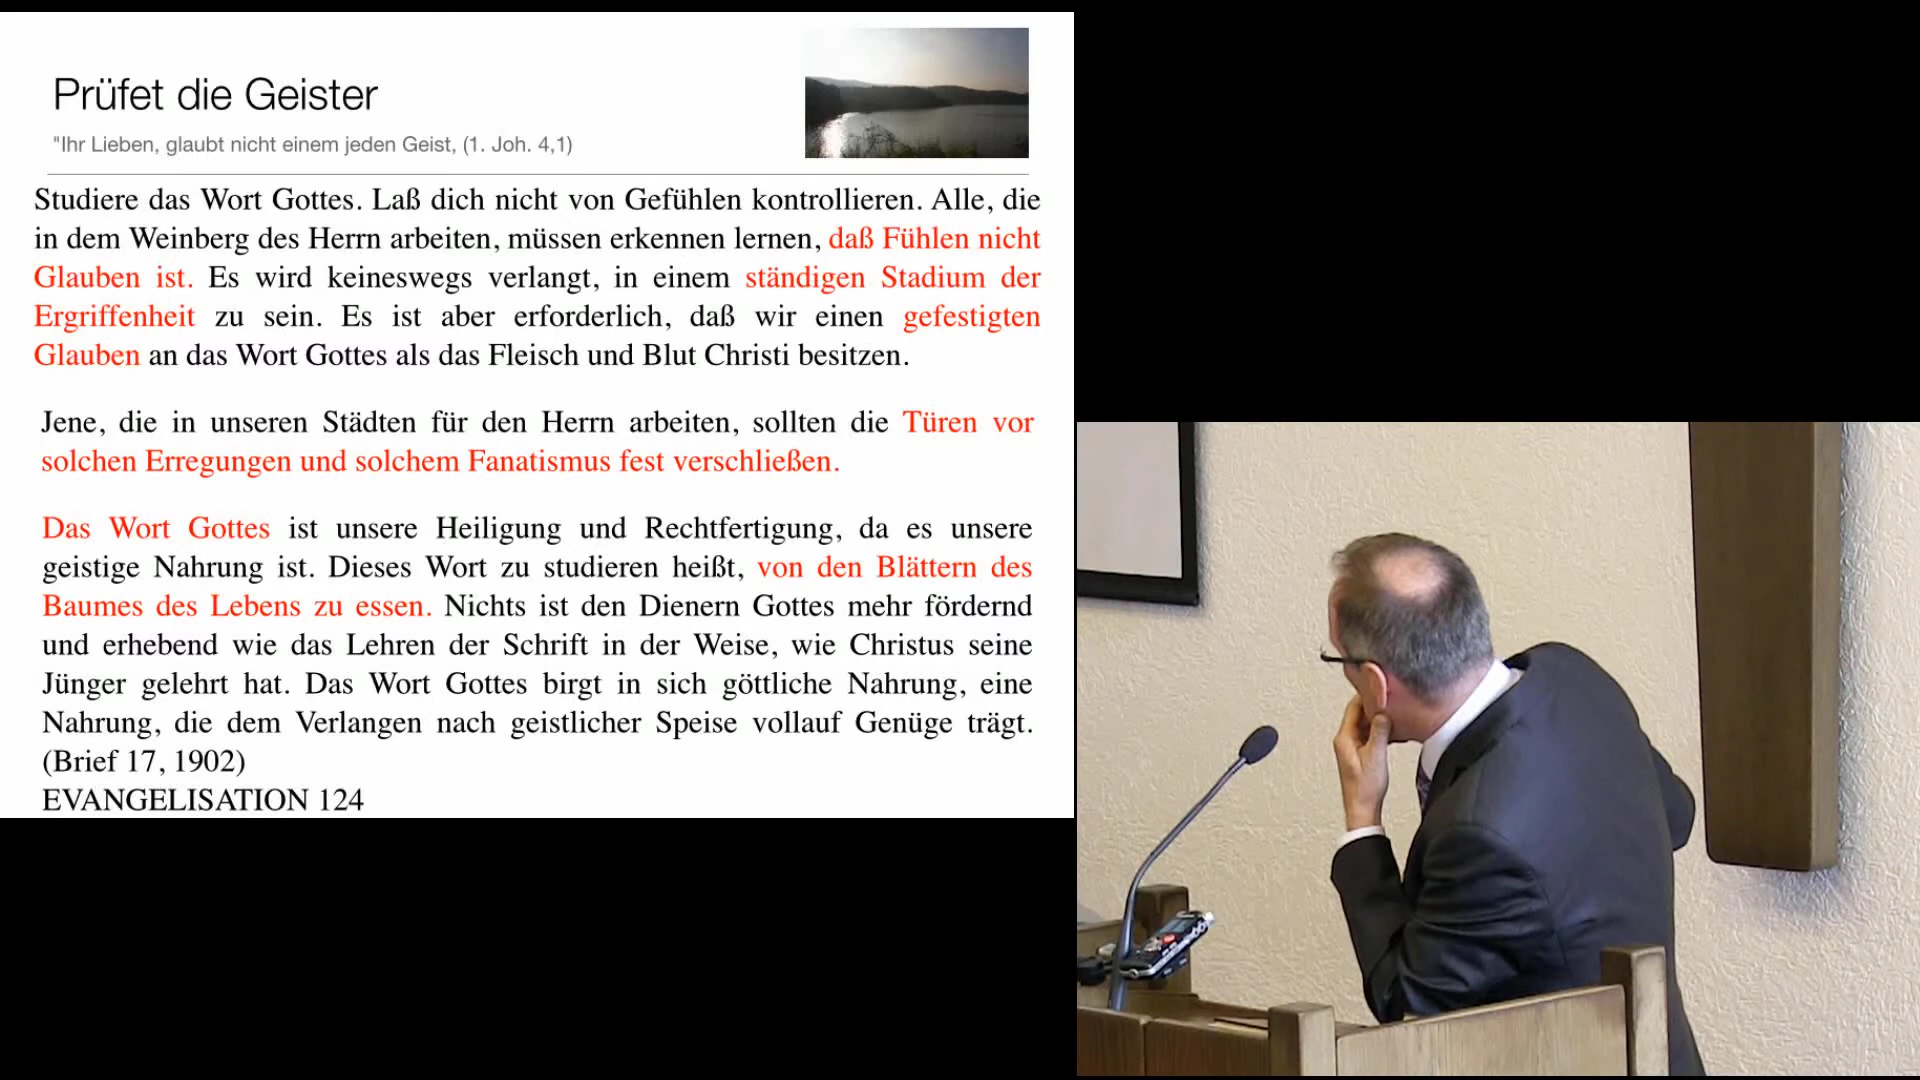 Prüfet die Geister
"Ihr Lieben, glaubt nicht einem jeden Geist, (1. Joh. 4,1)
Studiere das Wort Gottes. Laß dich nicht von Gefühlen kontrollieren. Alle, die
in dem Weinberg des Herrn arbeiten, müssen erkennen lernen, daß Fühlen nicht
Glauben ist. Es wird keineswegs verlangt, in einem ständigen Stadium der
Ergriffenheit zu sein. Es ist aber erforderlich, daß wir einen gefestigten
Glauben an das Wort Gottes als das Fleisch und Blut Christi besitzen.
Jene, die in unseren Städten für den Herrn arbeiten, sollten die Türen vor
solchen Erregungen und solchem Fanatismus fest verschließen.
Das Wort Gottes ist unsere Heiligung und Rechtfertigung, da es unsere
geistige Nahrung ist. Dieses Wort zu studieren heißt, von den Blättern des
Baumes des Lebens zu essen. Nichts ist den Dienern Gottes mehr fördernd
und erhebend wie das Lehren der Schrift in der Weise, wie Christus seine
Jünger gelehrt hat. Das Wort Gottes birgt in sich göttliche Nahrung, eine
Nahrung, die dem Verlangen nach geistlicher Speise vollauf Genüge trägt.
(Brief 17, 1902)
EVANGELISATION 124